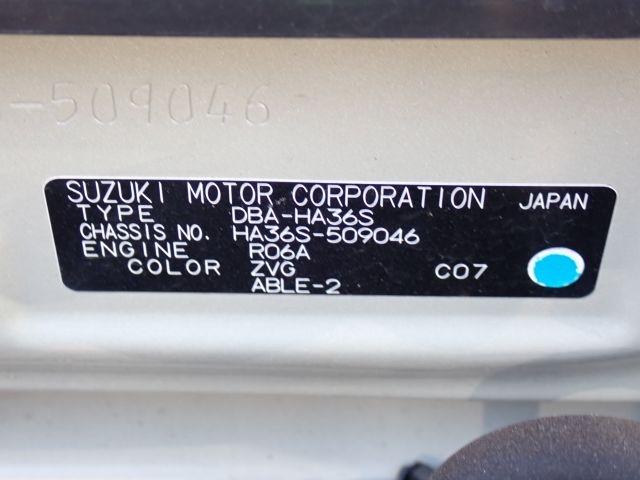 -509046
SUZUKI MOTOR CORPORATION JAPAN
TYPE DBA-HA36S
CHASSIS NO. HA36S-509046
ENGINE R06A
COLOR ZVG C07
ABLE-2